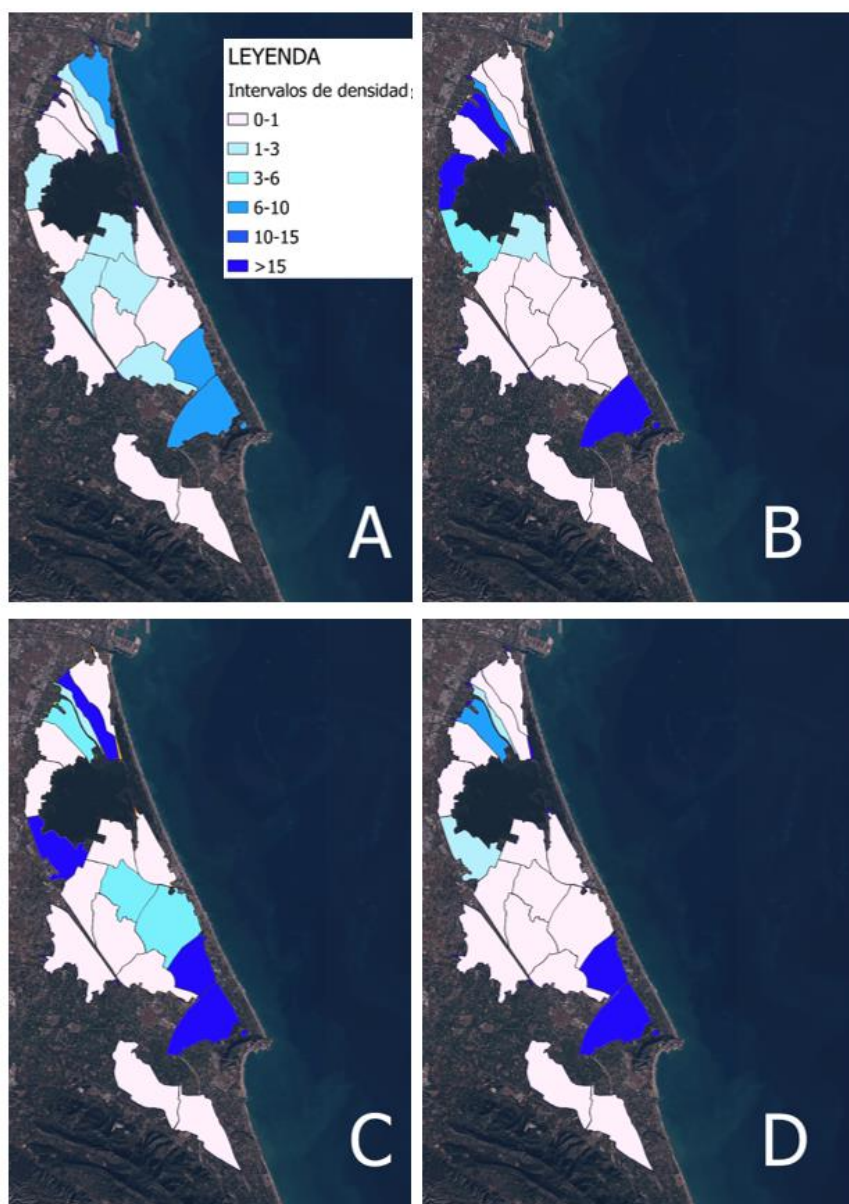 LEYENDA
Intervalos de densidad
0-1
1-3
3-6
6-10
10-15
>15
A
B
C
D